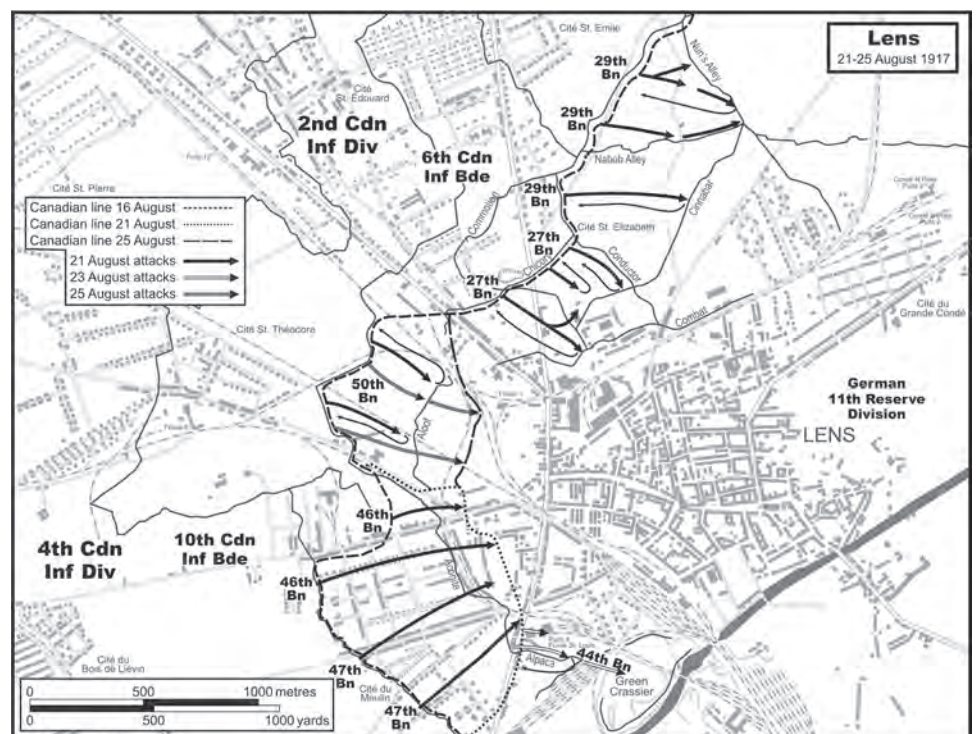 Lens
21-25 August 1917
Cité St. Emile
Nun's Alley
29th
Bn
Cité
St. Édouard
2nd Cdn
Inf Div
6th Cdn
Inf Bde
29th
Bn
Nabob Alley
Cité St. Pierre
Canadian line 16 August
Canadian line 21 August
Canadian line 25 August
21 August attacks
23 August attacks
25 August attacks
Commotion
29th
Bn
Cinnabar
Cité St. Elizabeth
27th
Bn
Chicory
Conductor
27th
Bn
Combat
Cité du
Grande Condé
Cité St. Théodore
50th
Bn
Aloof
German
11th Reserve
Division
LENS
46th
Bn
4th Cdn
Inf Div
10th Cdn
Inf Bde
46th
Bn
Aconite
Cité du
Bois de Liévin
47th
Bn
Cité du
Moulin
47th
Bn
Alpaca
44th Bn
Green
Crassier
0 500 1000 metres
0 500 1000 yards